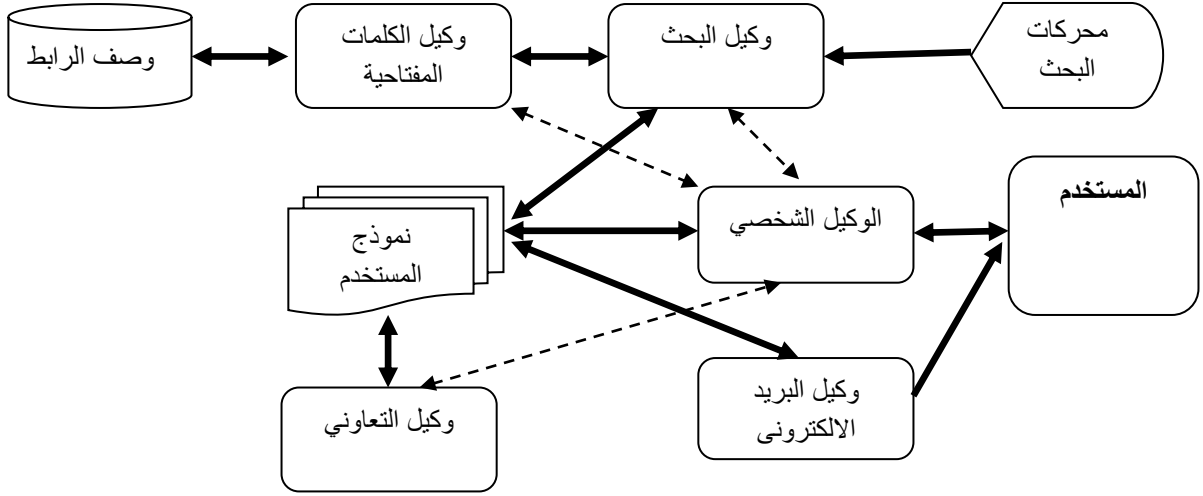 محركات
البحث
وكيل البحث
وكيل الكلمات
المفتاحية
وصف الرابط
المستخدم
الوكيل الشخصي
نموذج
المستخدم
وكيل البريد
الالكترونى
وكيل التعاوني